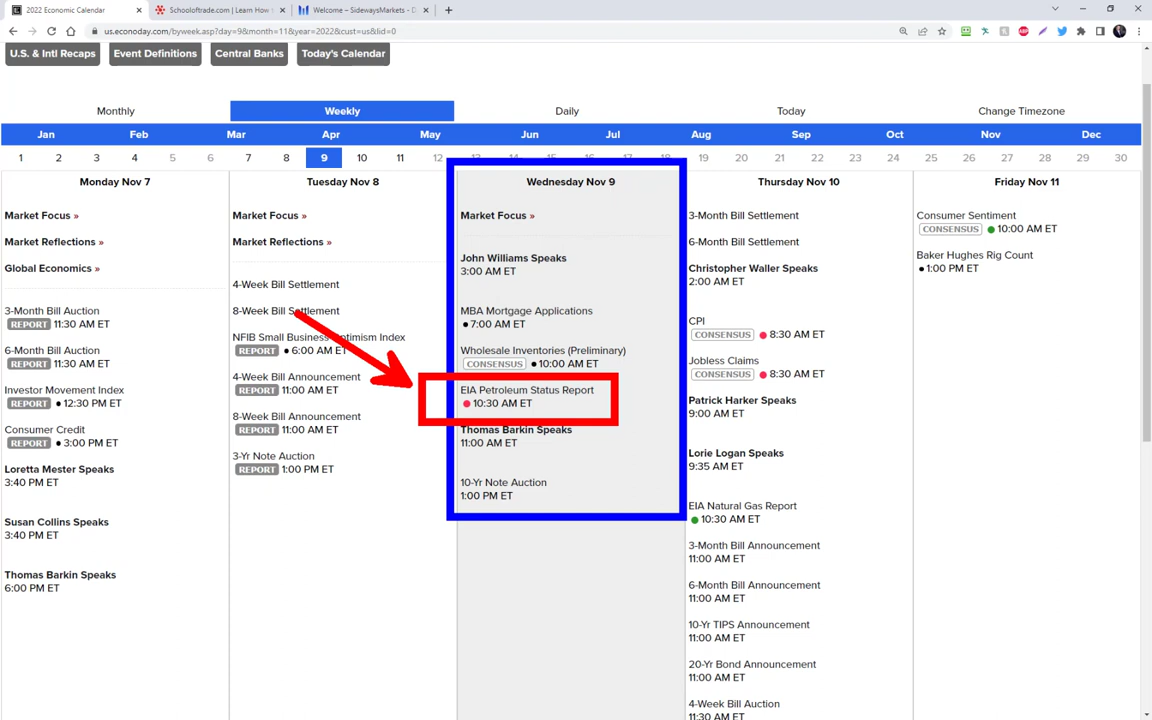 2022 Economic Calendar
Schooloftrade.com | Learn How
Welcome – SidewaysMarkets - D
us.econoday.com/byweek.asp?day=9&month=11&year=2022&cust=us&lid=0
U.S. & Intl Recaps
Event Definitions
Central Banks
Today's Calendar
Monthly
Weekly
Daily
Today
Change Timezone
Jan Feb Mar Apr May Jun Jul Aug Sep Oct Nov Dec
1 2 3 4 5 6 7 8 9 10 11 12 13 14 15 16 17 18 19 20 21 22 23 24 25 26 27 28 29 30
Monday Nov 7
Market Focus »
Market Reflections »
Global Economics »
3-Month Bill Auction
REPORT 11:30 AM ET
6-Month Bill Auction
REPORT 11:30 AM ET
Investor Movement Index
REPORT 12:30 PM ET
Consumer Credit
REPORT 3:00 PM ET
Loretta Mester Speaks
3:40 PM ET
Susan Collins Speaks
3:40 PM ET
Thomas Barkin Speaks
6:00 PM ET
Tuesday Nov 8
Market Focus »
Market Reflections »
4-Week Bill Settlement
8-Week Bill Settlement
NFIB Small Business Optimism Index
REPORT 6:00 AM ET
4-Week Bill Announcement
REPORT 11:00 AM ET
8-Week Bill Announcement
REPORT 11:00 AM ET
3-Yr Note Auction
REPORT 1:00 PM ET
Wednesday Nov 9
Market Focus »
John Williams Speaks
3:00 AM ET
MBA Mortgage Applications
7:00 AM ET
Wholesale Inventories (Preliminary)
CONSENSUS 10:00 AM ET
EIA Petroleum Status Report
10:30 AM ET
Thomas Barkin Speaks
11:00 AM ET
10-Yr Note Auction
1:00 PM ET
Thursday Nov 10
3-Month Bill Settlement
6-Month Bill Settlement
Christopher Waller Speaks
2:00 AM ET
CPI
CONSENSUS 8:30 AM ET
Jobless Claims
CONSENSUS 8:30 AM ET
Patrick Harker Speaks
9:00 AM ET
Lorie Logan Speaks
9:35 AM ET
EIA Natural Gas Report
10:30 AM ET
3-Month Bill Announcement
11:00 AM ET
6-Month Bill Announcement
11:00 AM ET
10-Yr TIPS Announcement
11:00 AM ET
20-Yr Bond Announcement
11:00 AM ET
4-Week Bill Auction
11:30 AM ET
Friday Nov 11
Consumer Sentiment
CONSENSUS 10:00 AM ET
Baker Hughes Rig Count
1:00 PM ET